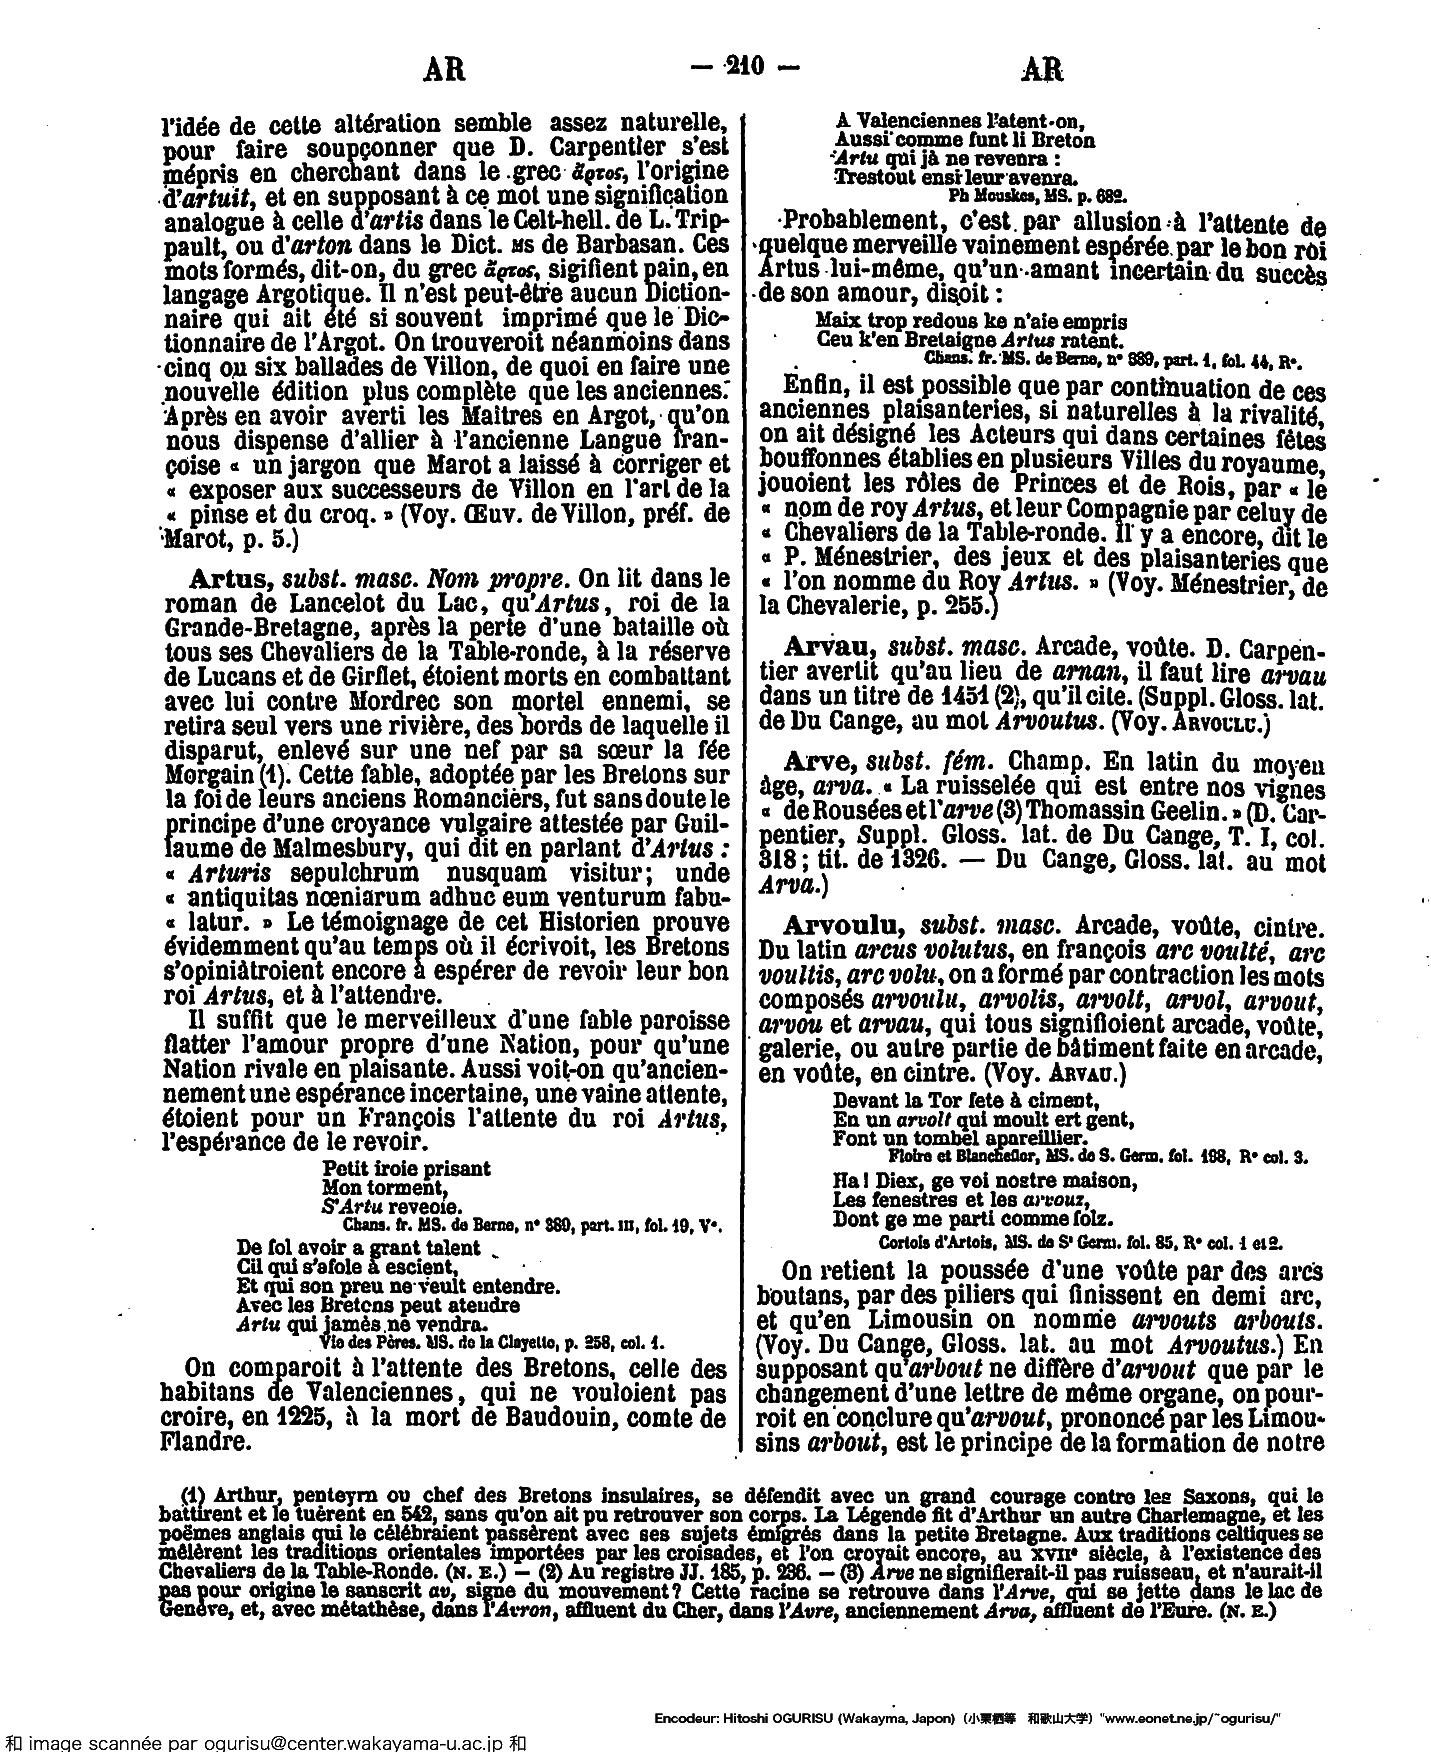 AR — 210 — AR
l'idée de cette altération semble assez naturelle,
pour faire soupçonner que D. Carpentier s'est
mépris en cherchant dans le grec ἄρτος, l'origine
d'artuit, et en supposant à ce mot une signification
analogue à celle d'artis dans le Celt-hell. de L. Trip-
pault, ou d'arton dans le Dict. MS de Barbasan. Ces
mots formés, dit-on, du grec ἄρτος, sigifient pain, en
langage Argotique. Il n'est peut-être aucun Diction-
naire qui ait été si souvent imprimé que le Dic-
tionnaire de l'Argot. On trouveroit néanmoins dans
cinq ou six ballades de Villon, de quoi en faire une
nouvelle édition plus complète que les anciennes.
Après en avoir averti les Maitres en Argot, qu'on
nous dispense d'allier à l'ancienne Langue fran-
çoise « un jargon que Marot a laissé à corriger et
« exposer aux successeurs de Villon en l'art de la
« pinse et du croq. » (Voy. Œuv. de Villon, préf. de
Marot, p. 5.)
Artus, subst. masc. Nom propre. On lit dans le
roman de Lancelot du Lac, qu'Artus, roi de la
Grande-Bretagne, après la perte d'une bataille où
tous ses Chevaliers de la Table-ronde, à la réserve
de Lucans et de Girflet, étoient morts en combattant
avec lui contre Mordrec son mortel ennemi, se
retira seul vers une rivière, des bords de laquelle il
disparut, enlevé sur une nef par sa sœur la fée
Morgain (1). Cette fable, adoptée par les Bretons sur
la foi de leurs anciens Romanciers, fut sans doute le
principe d'une croyance vulgaire attestée par Guil-
laume de Malmesbury, qui dit en parlant d'Artus :
« Arturis sepulchrum nusquam visitur; unde
« antiquitas nœniarum adhuc eum venturum fabu-
« latur. » Le témoignage de cet Historien prouve
évidemment qu'au temps où il écrivoit, les Bretons
s'opiniâtroient encore à espérer de revoir leur bon
roi Artus, et à l'attendre.
Il suffit que le merveilleux d'une fable paroisse
flatter l'amour propre d'une Nation, pour qu'une
Nation rivale en plaisante. Aussi voit-on qu'ancien-
nement une espérance incertaine, une vaine attente,
étoient pour un François l'attente du roi Artus,
l'espérance de le revoir.
Petit iroie prisant
Mon torment,
S'Artu reveoie.
Chans. fr. MS. de Berne, n° 389, part. III, fol. 19, V°.
De fol avoir a grant talent
Cil qui s'afole à escient,
Et qui son preu ne veult entendre.
Avec les Bretons peut atendre
Artu qui jamès ne vendra.
Vie des Pères. MS. de la Clayette, p. 258, col. 1.
On comparoit à l'attente des Bretons, celle des
habitans de Valenciennes, qui ne vouloient pas
croire, en 1225, à la mort de Baudouin, comte de
Flandre.
A Valenciennes l'atent-on,
Aussi comme funt li Breton
Artu qui jà ne revenra :
Trestout ensi leur avenra.
Ph Mouskes, MS. p. 682.
Probablement, c'est par allusion à l'attente de
quelque merveille vainement espérée par le bon roi
Artus lui-même, qu'un amant incertain du succès
de son amour, disoit :
Maix trop redous ke n'aie empris
Ceu k'en Bretaigne Artus ratent.
Chans. fr. MS. de Berne, n° 389, part. 1, fol. 44, R°.
Enfin, il est possible que par continuation de ces
anciennes plaisanteries, si naturelles à la rivalité,
on ait désigné les Acteurs qui dans certaines fêtes
bouffonnes établies en plusieurs Villes du royaume,
jouoient les rôles de Princes et de Rois, par « le
« nom de roy Artus, et leur Compagnie par celuy de
« Chevaliers de la Table-ronde. Il y a encore, dit le
« P. Ménestrier, des jeux et des plaisanteries que
« l'on nomme du Roy Artus. » (Voy. Ménestrier, de
la Chevalerie, p. 255.)
Arvau, subst. masc. Arcade, voûte. D. Carpen-
tier avertit qu'au lieu de arnan, il faut lire arvau
dans un titre de 1451 (2), qu'il cite. (Suppl. Gloss. lat.
de Du Cange, au mot Arvoutus. (Voy. ARVOULU.)
Arve, subst. fém. Champ. En latin du moyen
âge, arva. « La ruisselée qui est entre nos vignes
« de Rousées et l'arve (3) Thomassin Geelin. » (D. Car-
pentier, Suppl. Gloss. lat. de Du Cange, T. I, col.
318 ; tit. de 1326. — Du Cange, Gloss. lat. au mot
Arva.)
Arvoulu, subst. masc. Arcade, voûte, cintre.
Du latin arcus volutus, en françois arc voulté, arc
voultis, arc volu, on a formé par contraction les mots
composés arvoulu, arvolis, arvolt, arvol, arvout,
arvou et arvau, qui tous signifioient arcade, voûte,
galerie, ou autre partie de bâtiment faite en arcade,
en voûte, en cintre. (Voy. ARVAU.)
Devant la Tor fete à ciment,
En un arvolt qui moult ert gent,
Font un tombel apareillier.
Floire et Blancheflor, MS. de S. Germ. fol. 198, R° col. 3.
Ha ! Diex, ge voi nostre maison,
Les fenestres et les arvouz,
Dont ge me parti comme folz.
Cortois d'Artois, MS. de S' Germ. fol. 85, R° col. 1 et 2.
On retient la poussée d'une voûte par des arcs
boutans, par des piliers qui finissent en demi arc,
et qu'en Limousin on nomme arvouts arbouts.
(Voy. Du Cange, Gloss. lat. au mot Arvoutus.) En
supposant qu'arbout ne diffère d'arvout que par le
changement d'une lettre de même organe, on pour-
roit en conclure qu'arvout, prononcé par les Limou-
sins arbout, est le principe de la formation de notre
(1) Arthur, penteyrn ou chef des Bretons insulaires, se défendit avec un grand courage contre les Saxons, qui le
battirent et le tuèrent en 542, sans qu'on ait pu retrouver son corps. La Légende fit d'Arthur un autre Charlemagne, et les
poëmes anglais qui le célébraient passèrent avec ses sujets émigrés dans la petite Bretagne. Aux traditions celtiques se
mêlèrent les traditions orientales importées par les croisades, et l'on croyait encore, au XVII° siècle, à l'existence des
Chevaliers de la Table-Ronde. (N. E.) — (2) Au registre JJ. 185, p. 236. — (3) Arve ne signifierait-il pas ruisseau, et n'aurait-il
pas pour origine le sanscrit av, signe du mouvement ? Cette racine se retrouve dans l'Arve, qui se jette dans le lac de
Genève, et, avec métathèse, dans l'Avron, affluent du Cher, dans l'Avre, anciennement Arva, affluent de l'Eure. (N. E.)
Encodeur: Hitoshi OGURISU (Wakayma, Japon) (小栗栖等 和歌山大学) "www.eonet.ne.jp/~ogurisu/"
和 image scannée par ogurisu@center.wakayama-u.ac.jp 和